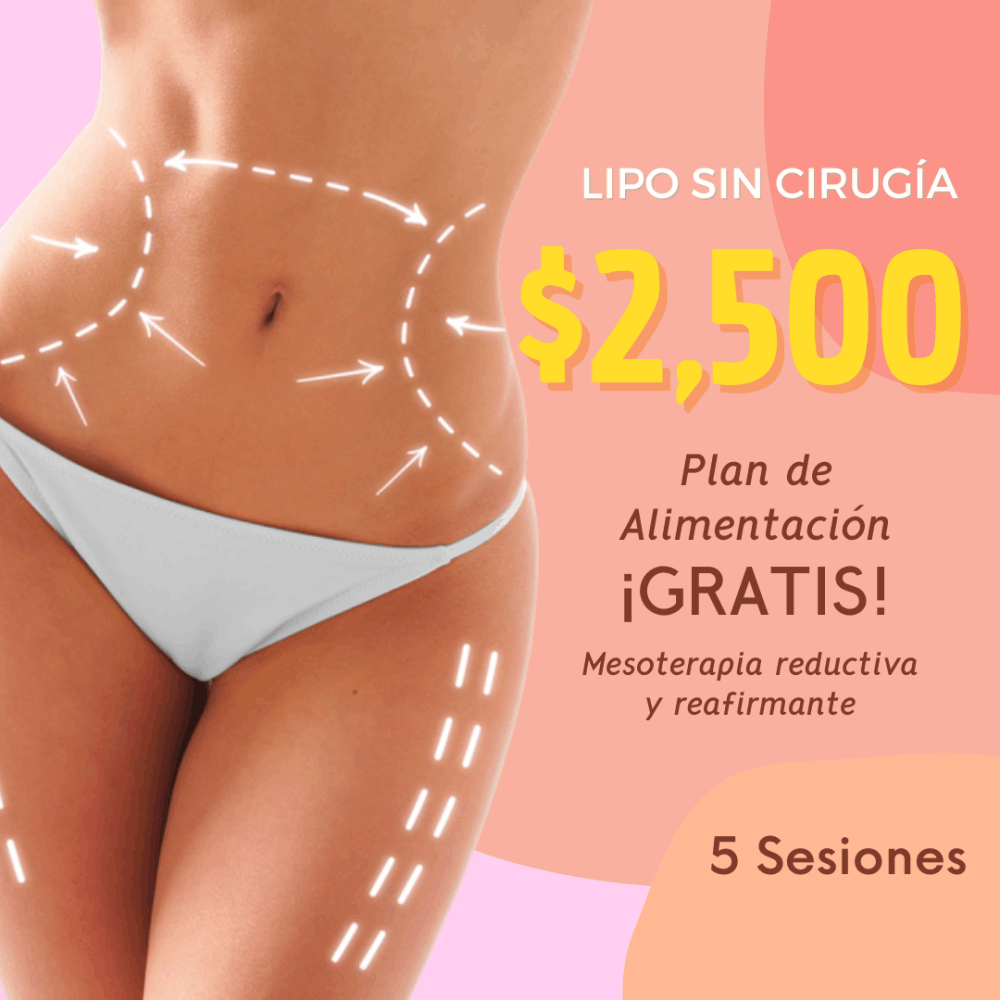 LIPO SIN CIRUGÍA
$2,500
Plan de
Alimentación
¡GRATIS!
Mesoterapia reductiva
y reafirmante
5 Sesiones